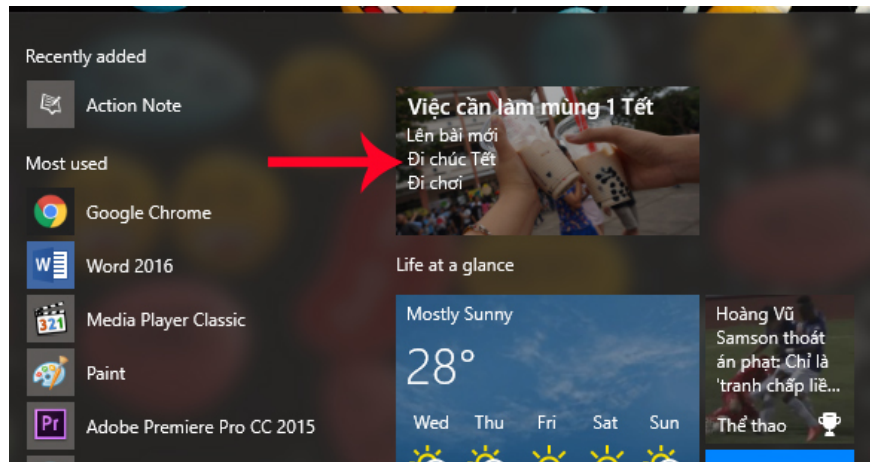 Recently added
Action Note
Most used
Google Chrome
Word 2016
Media Player Classic
Paint
Adobe Premiere Pro CC 2015
Việc cần làm mùng 1 Tết
Lên bài mới
Đi chúc Tết
Đi chơi
Life at a glance
Mostly Sunny
28°
Wed Thu Fri Sat Sun
Hoàng Vũ
Samson thoát
án phạt: Chỉ là
'tranh chấp liề...
Thể thao
W
321
Pr